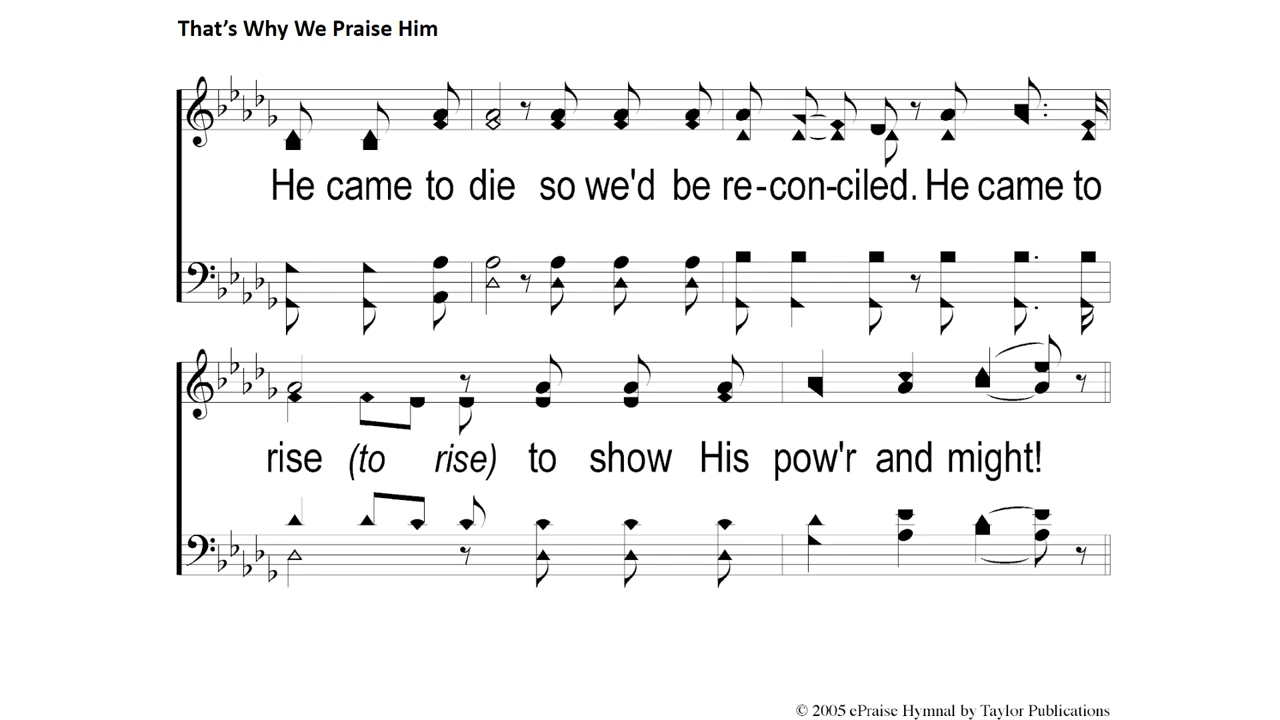 That’s Why We Praise Him
He came to die so we'd be re-con-ciled. He came to
rise (to rise) to show His pow'r and might!
© 2005 ePraise Hymnal by Taylor Publications